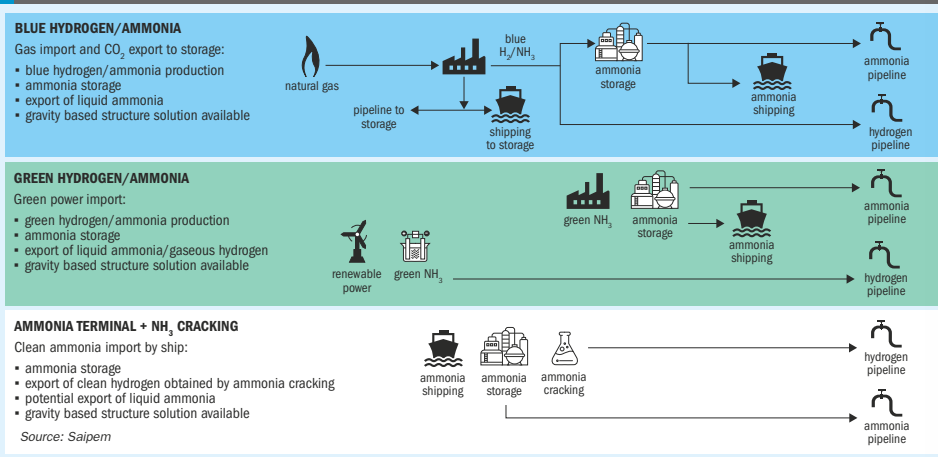 BLUE HYDROGEN/AMMONIA
Gas import and CO₂ export to storage:
▪ blue hydrogen/ammonia production
▪ ammonia storage
▪ export of liquid ammonia
▪ gravity based structure solution available
natural gas
blue
H₂/NH₃
pipeline to
storage
shipping
to storage
ammonia
storage
ammonia
shipping
ammonia
pipeline
hydrogen
pipeline
GREEN HYDROGEN/AMMONIA
Green power import:
▪ green hydrogen/ammonia production
▪ ammonia storage
▪ export of liquid ammonia/gaseous hydrogen
▪ gravity based structure solution available
renewable
power
green NH₃
green NH₃
ammonia
storage
ammonia
shipping
ammonia
pipeline
hydrogen
pipeline
AMMONIA TERMINAL + NH₃ CRACKING
Clean ammonia import by ship:
▪ ammonia storage
▪ export of clean hydrogen obtained by ammonia cracking
▪ potential export of liquid ammonia
▪ gravity based structure solution available
Source: Saipem
ammonia
shipping
ammonia
storage
ammonia
cracking
hydrogen
pipeline
ammonia
pipeline